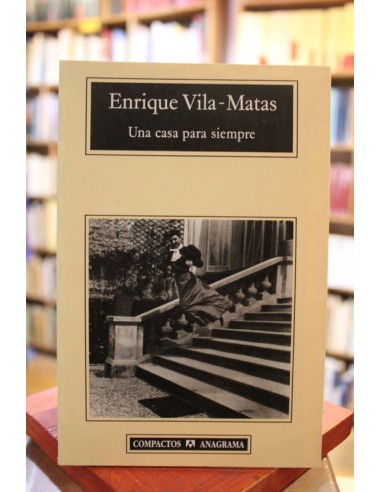 Enrique Vila-Matas
Una casa para siempre
COMPACTOS ANAGRAMA